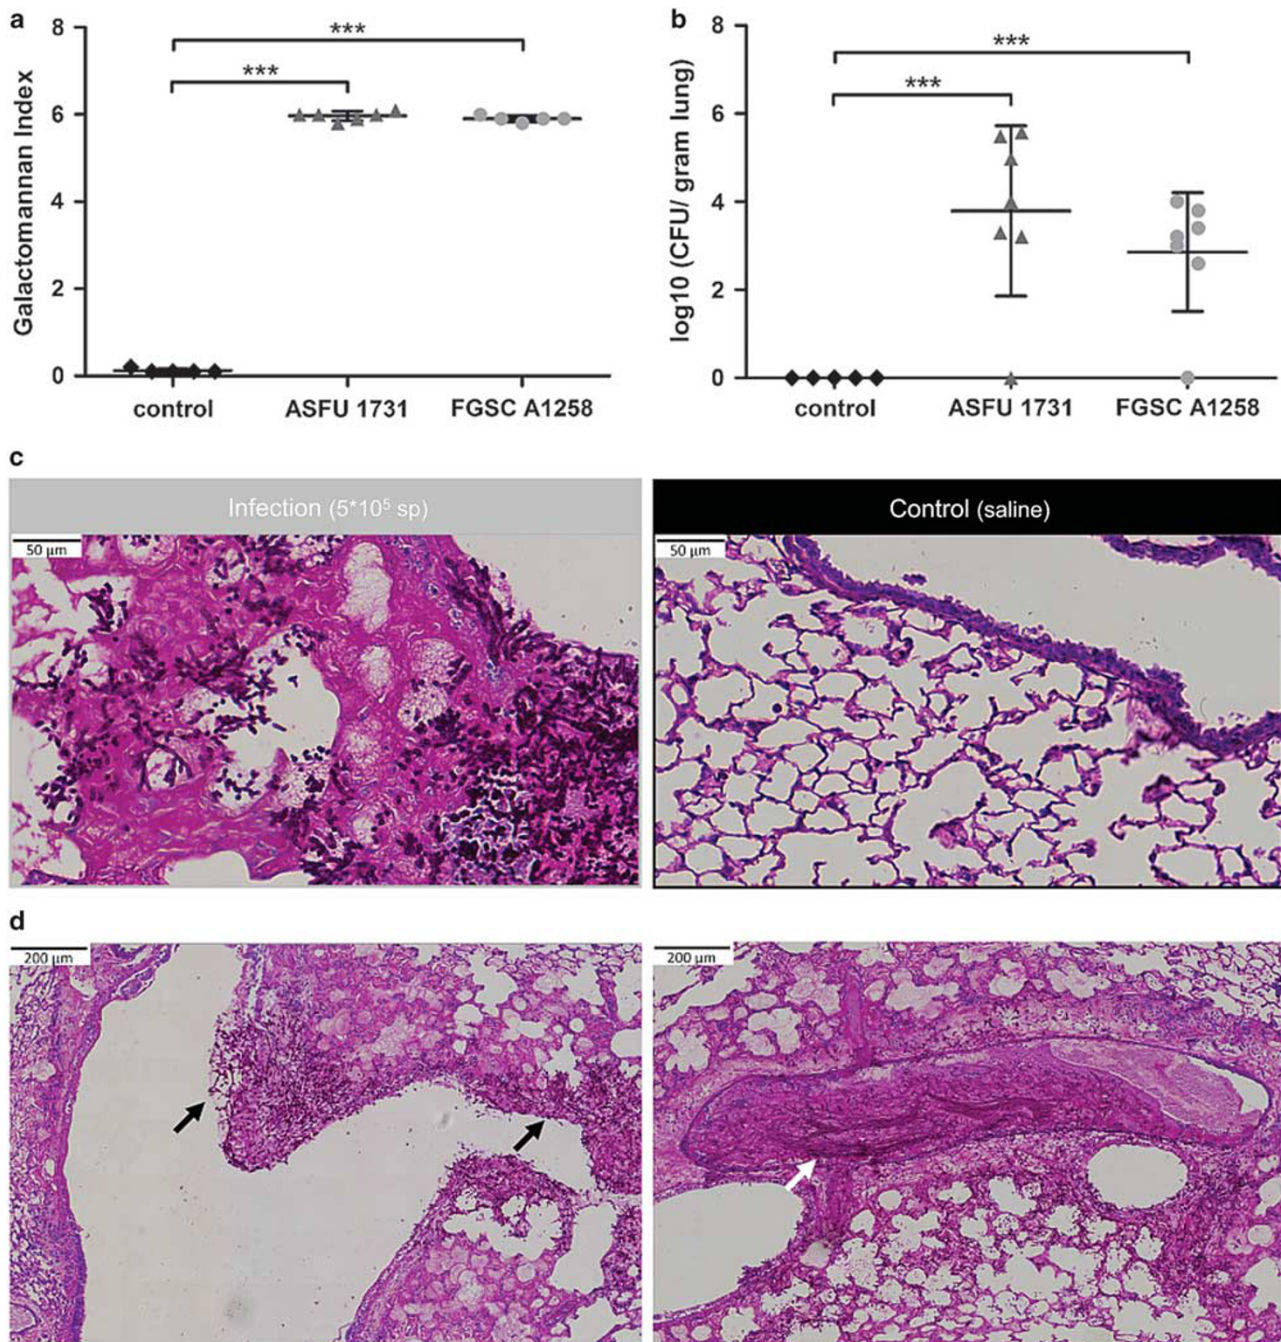 a
8
6
4
2
0
Galactomannan Index
***
***
control
ASFU 1731
FGSC A1258
b
8
6
4
2
0
log10 (CFU/ gram lung)
***
***
control
ASFU 1731
FGSC A1258
c
Infection (5*10⁵ sp)
50 µm
Control (saline)
50 µm
d
200 µm
200 µm